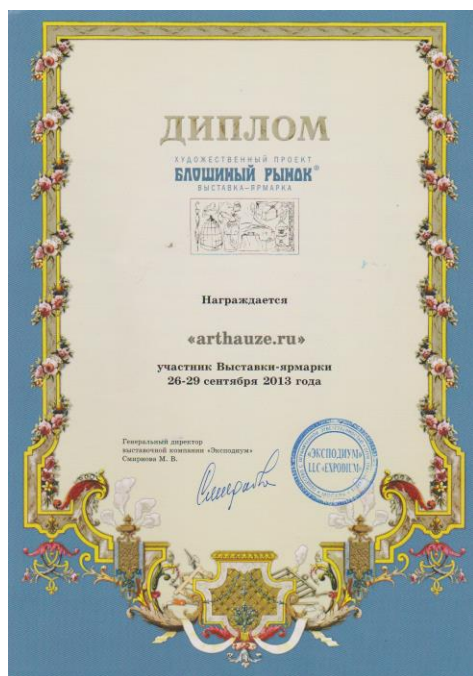 ДИПЛОМ
ХУДОЖЕСТВЕННЫЙ ПРОЕКТ
БЛОШИНЫЙ РЫНОК®
ВЫСТАВКА–ЯРМАРКА
Награждается
«arthauze.ru»
участник Выставки-ярмарки
26-29 сентября 2013 года
Генеральный директор
выставочной компании «Эксподиум»
Смирнова М. В.
«ЭКСПОДИУМ»
LLC «EXPODIUM»